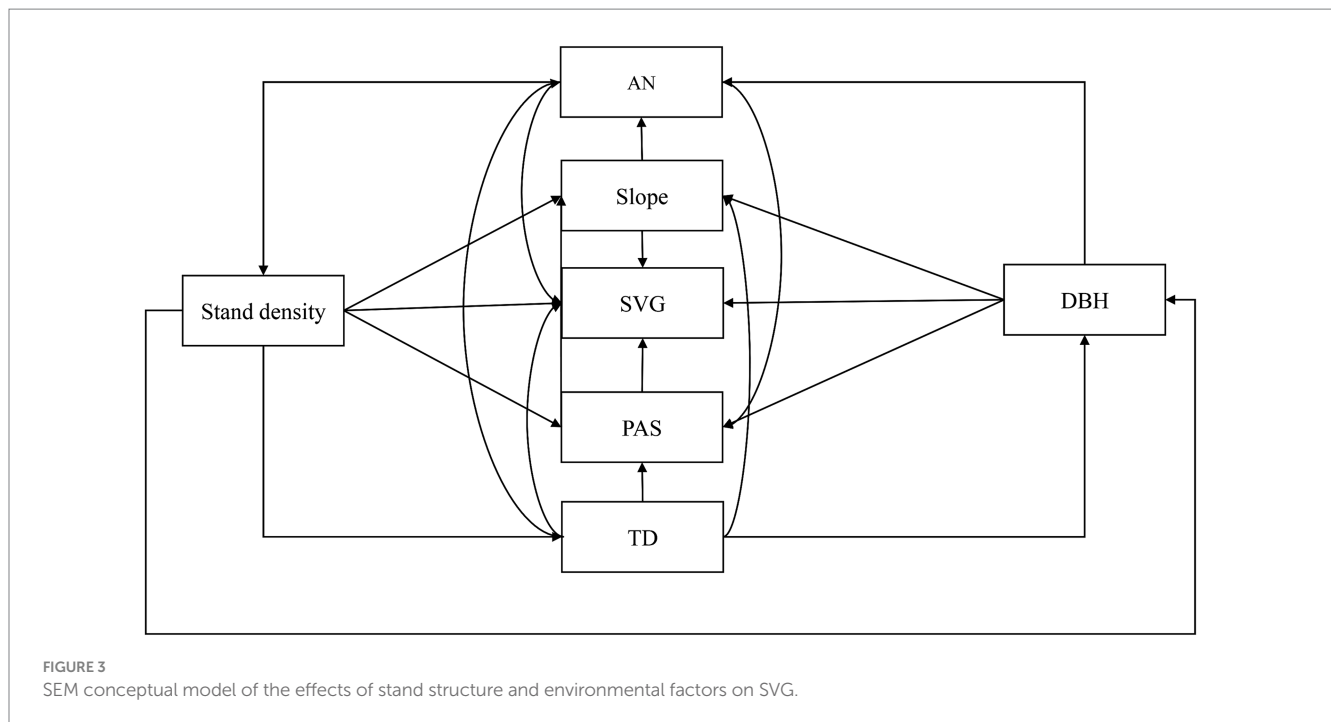 AN
Slope
Stand density
SVG
DBH
PAS
TD
FIGURE 3
SEM conceptual model of the effects of stand structure and environmental factors on SVG.